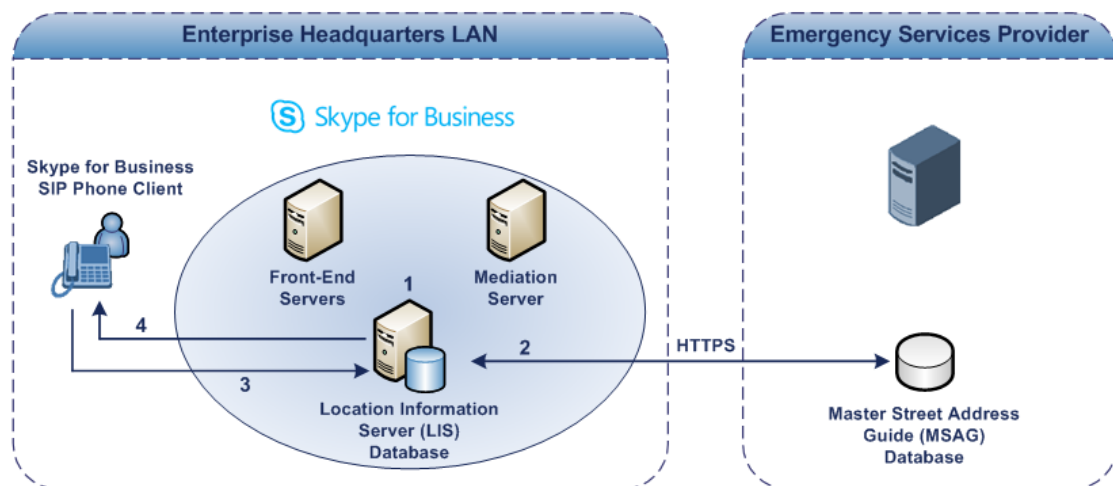 Enterprise Headquarters LAN
Emergency Services Provider
S Skype for Business
Skype for Business
SIP Phone Client
Front-End
Servers
Mediation
Server
1
4
2
HTTPS
3
Location Information
Server (LIS)
Database
Master Street Address
Guide (MSAG)
Database